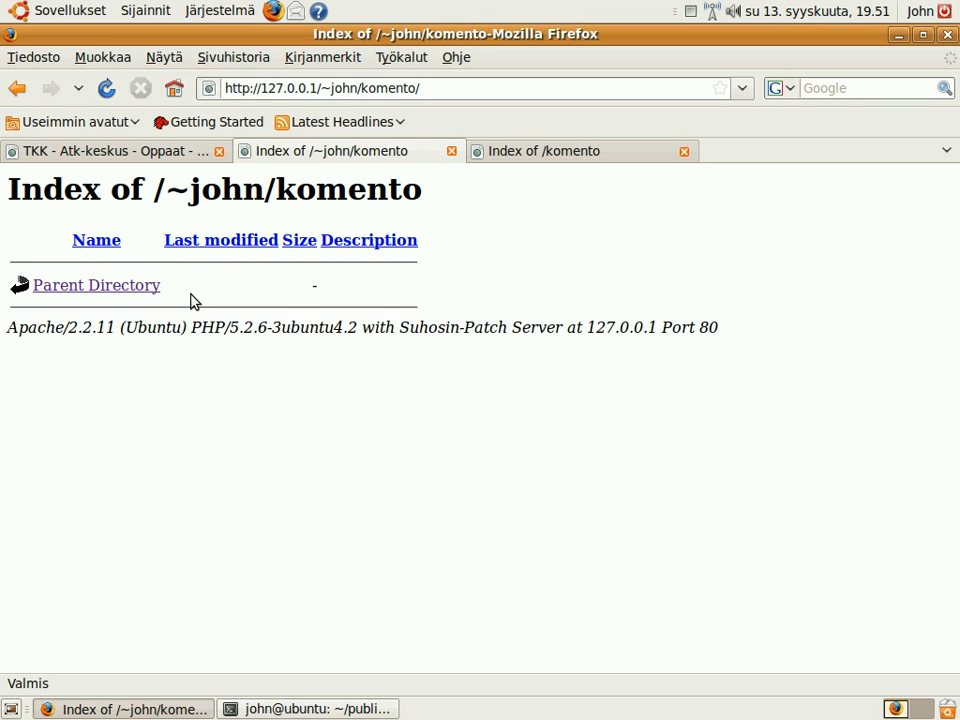 Sovellukset Sijainnit Järjestelmä su 13. syyskuuta, 19.51 John
Index of /~john/komento-Mozilla Firefox
Tiedosto Muokkaa Näytä Sivuhistoria Kirjanmerkit Työkalut Ohje
http://127.0.0.1/~john/komento/ G Google
Useimmin avatut Getting Started Latest Headlines
TKK - Atk-keskus - Oppaat - ... Index of /~john/komento Index of /komento
Index of /~john/komento
Name Last modified Size Description
Parent Directory -
Apache/2.2.11 (Ubuntu) PHP/5.2.6-3ubuntu4.2 with Suhosin-Patch Server at 127.0.0.1 Port 80
Valmis
Index of /~john/kome... john@ubuntu: ~/publi...